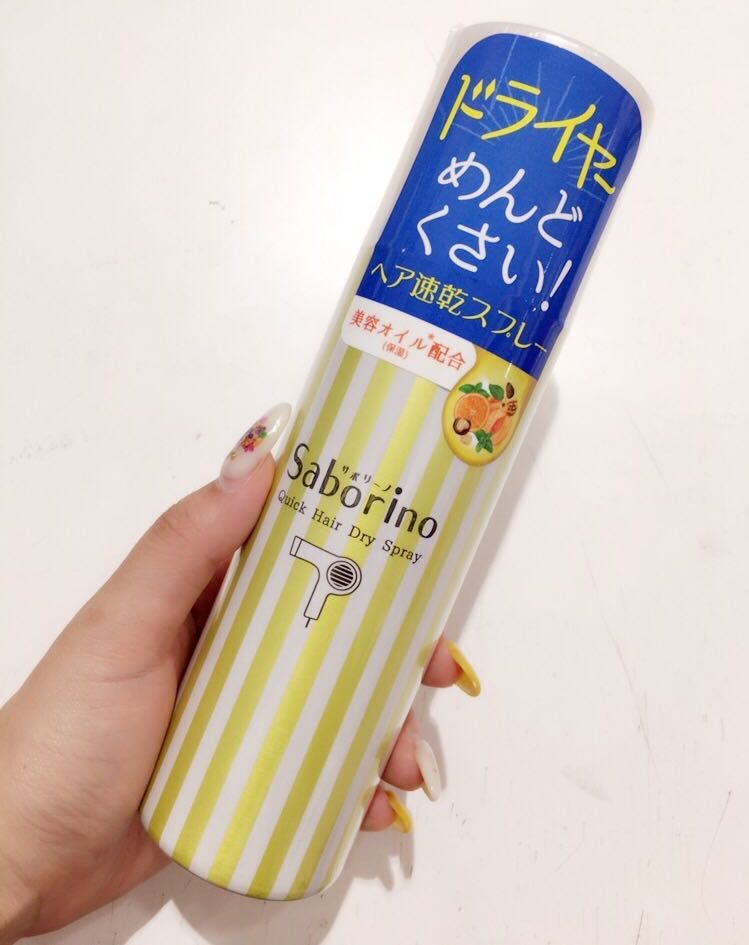 ドライヤー
めんど
くさい!
ヘア速乾スプレー
美容オイル*配合
(保湿)
サボリーノ
Saborino
Quick Hair Dry Spray